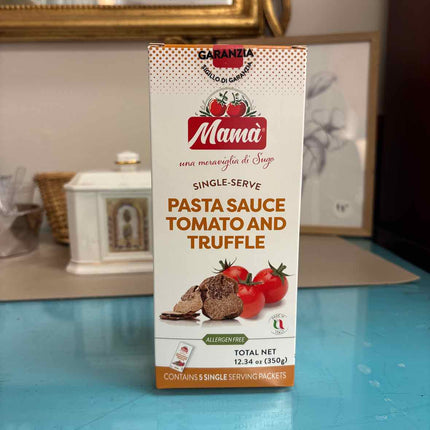 GARANZIA
SIGILLO DI GARANZIA
Mamà®
una meraviglia di Sugo
SINGLE-SERVE
PASTA SAUCE
TOMATO AND
TRUFFLE
ALLERGEN FREE
TOTAL NET
12.34 oz (350g)
CONTAINS 5 SINGLE SERVING PACKETS